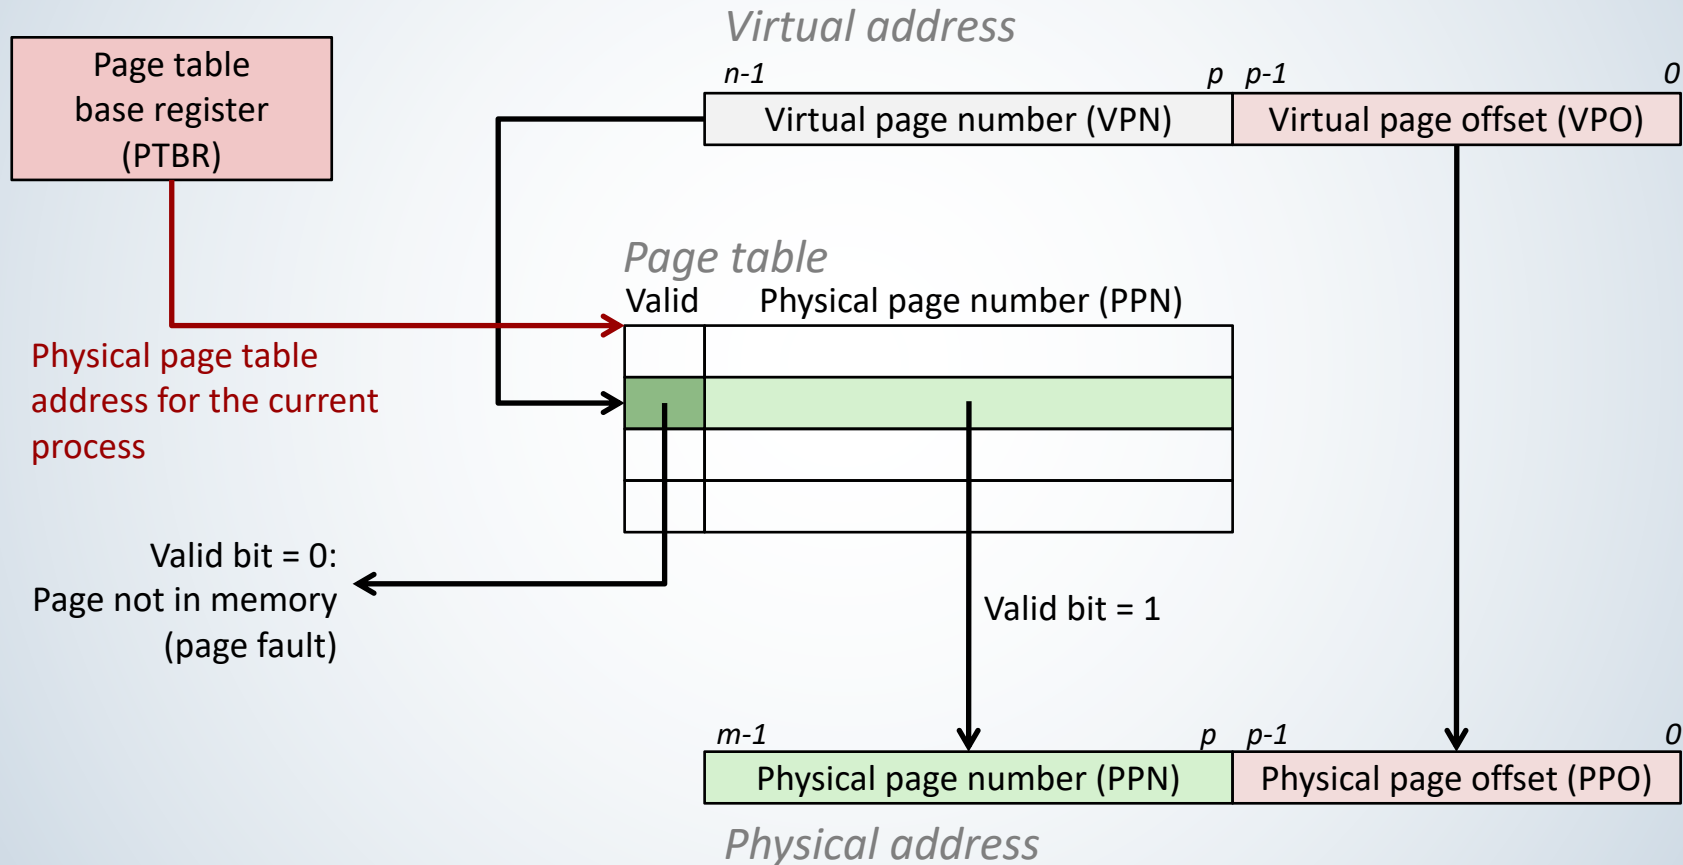 Virtual address
Page table
base register
(PTBR)
n-1 p p-1 0
Virtual page number (VPN) Virtual page offset (VPO)
Page table
Valid Physical page number (PPN)
Physical page table
address for the current
process
Valid bit = 0:
Page not in memory
(page fault)
Valid bit = 1
m-1 p p-1 0
Physical page number (PPN) Physical page offset (PPO)
Physical address